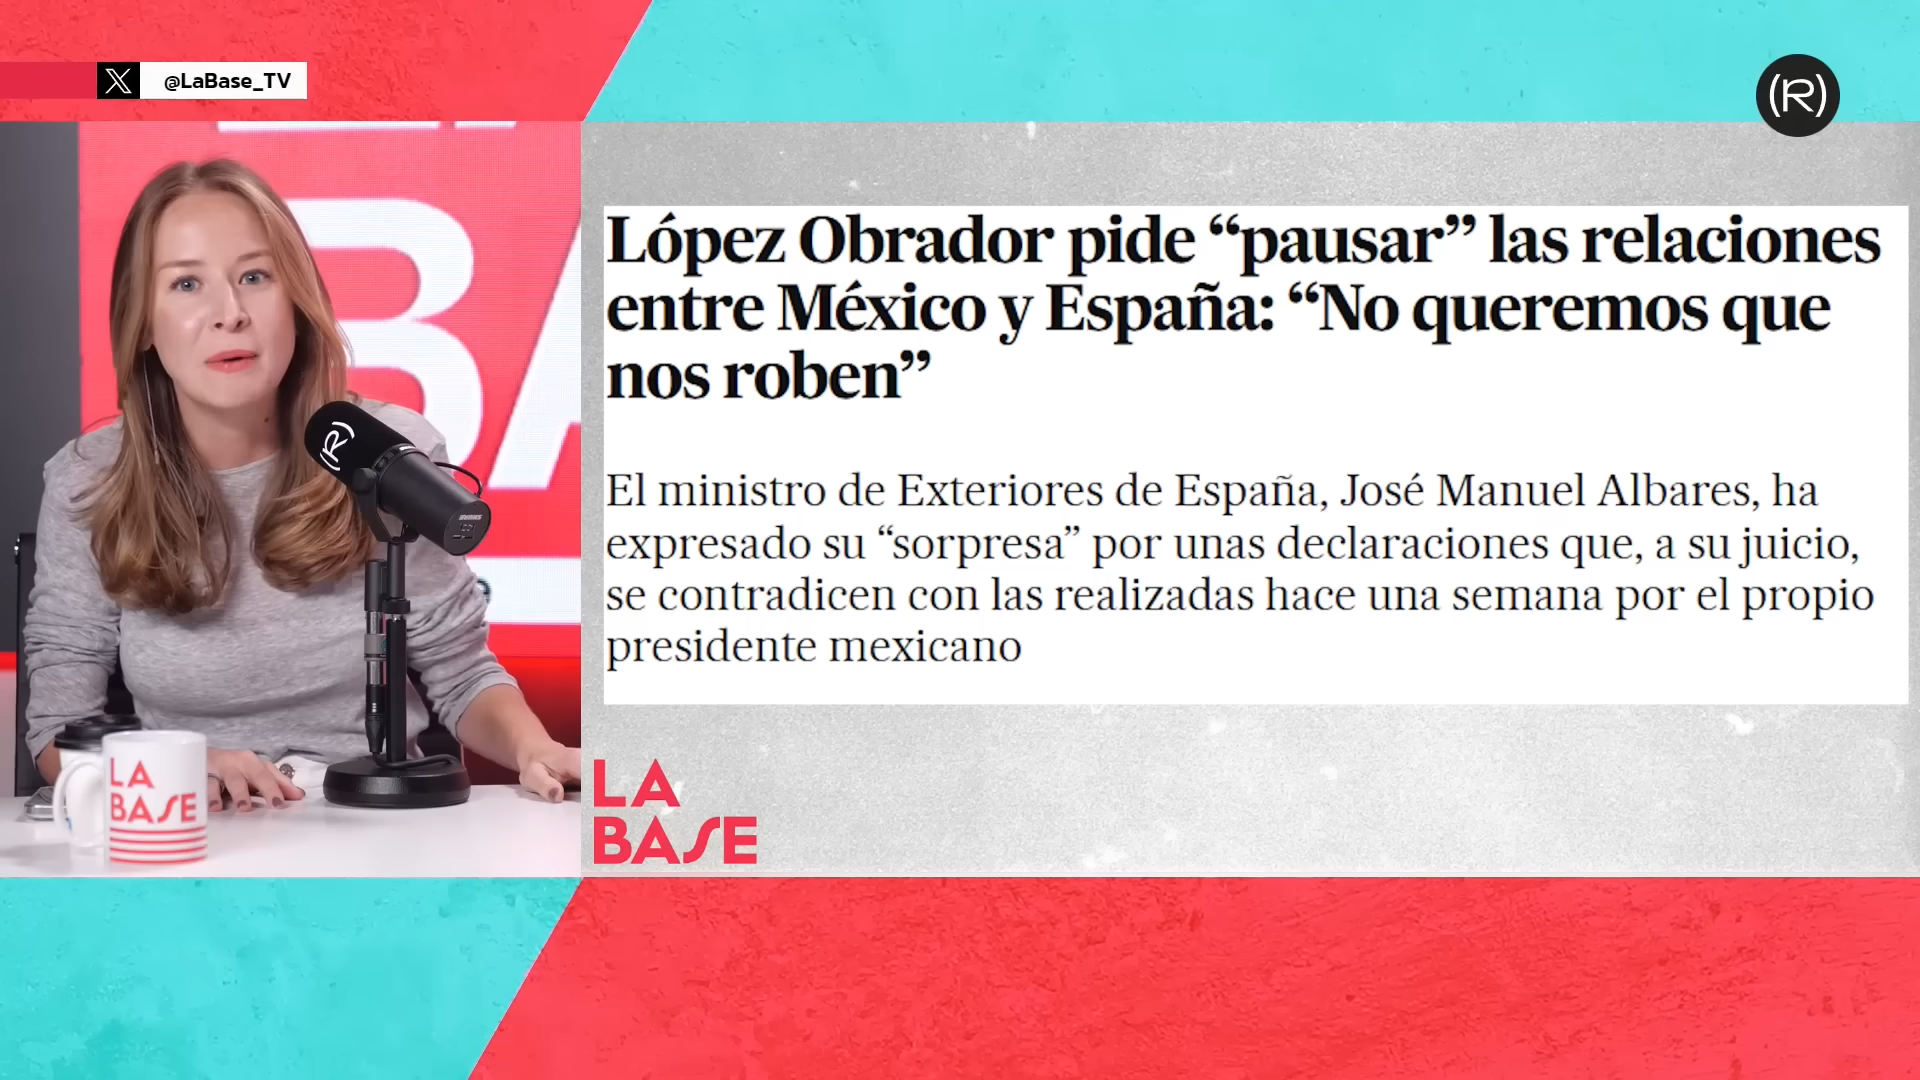 @LaBase_TV
(R)
López Obrador pide “pausar” las relaciones
entre México y España: “No queremos que
nos roben”
El ministro de Exteriores de España, José Manuel Albares, ha
expresado su “sorpresa” por unas declaraciones que, a su juicio,
se contradicen con las realizadas hace una semana por el propio
presidente mexicano
BA
(R)
LA
BASE
LA
BASE